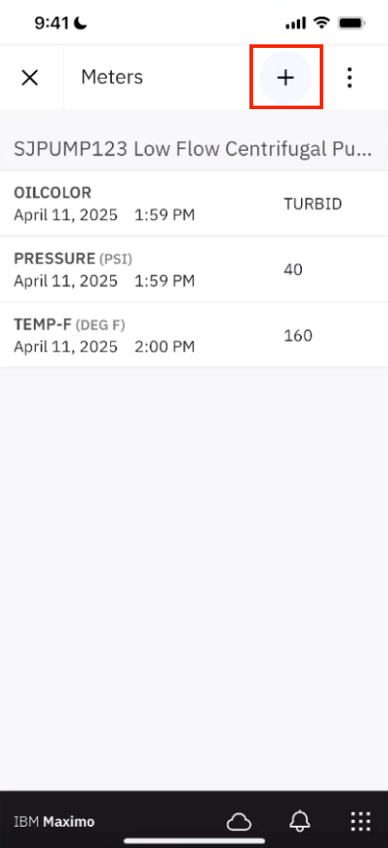 9:41
Meters
SJPUMP123 Low Flow Centrifugal Pu...
OILCOLOR
April 11, 2025 1:59 PM
TURBID
PRESSURE (PSI)
April 11, 2025 1:59 PM
40
TEMP-F (DEG F)
April 11, 2025 2:00 PM
160
IBM Maximo